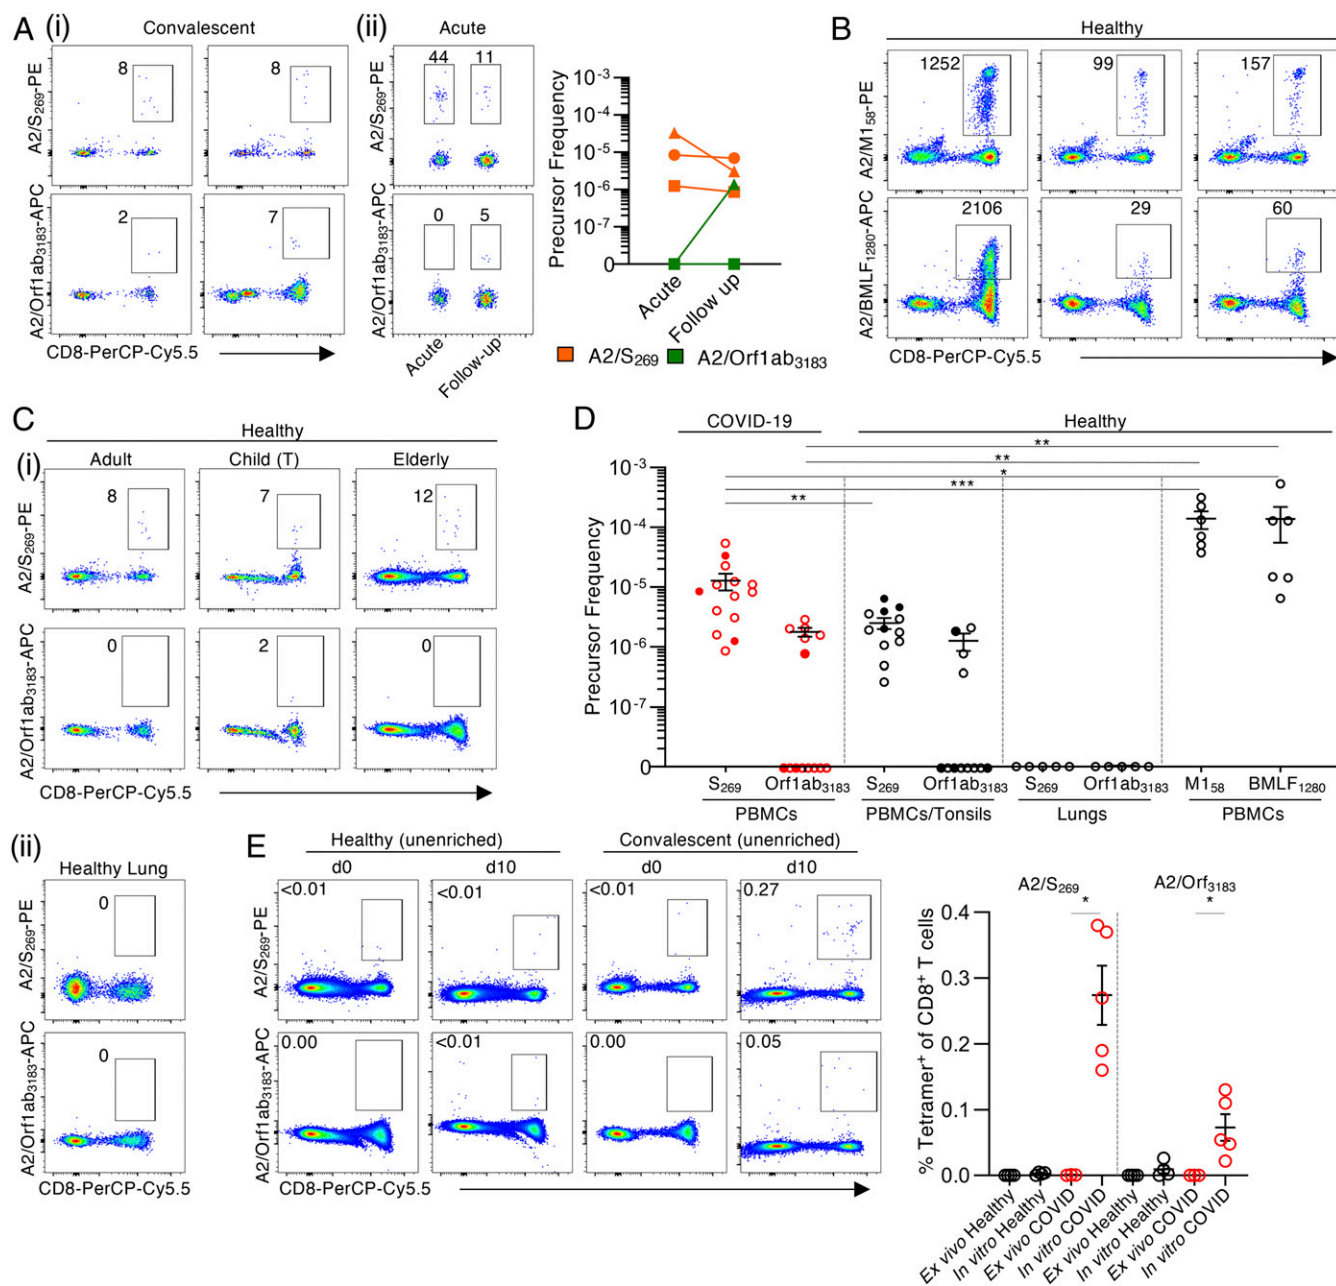 A (i) Convalescent
A2/S269-PE
8
8
A2/Orf1ab3183-APC
2
7
CD8-PerCP-Cy5.5
(ii) Acute
A2/S269-PE
44 11
A2/Orf1ab3183-APC
0 5
Acute
Follow-up
Precursor Frequency
10-3
10-4
10-5
10-6
10-7
0
Acute
Follow up
A2/S269 A2/Orf1ab3183
B Healthy
A2/M158-PE
1252
99
157
A2/BMLF1280-APC
2106
29
60
CD8-PerCP-Cy5.5
C Healthy
(i) Adult Child (T) Elderly
A2/S269-PE
8
7
12
A2/Orf1ab3183-APC
0
2
0
CD8-PerCP-Cy5.5
(ii)
Healthy Lung
A2/S269-PE
0
A2/Orf1ab3183-APC
0
CD8-PerCP-Cy5.5
D COVID-19 Healthy
**
**
*
***
**
Precursor Frequency
10-3
10-4
10-5
10-6
10-7
0
S269 Orf1ab3183 S269 Orf1ab3183 S269 Orf1ab3183 M158 BMLF1280
PBMCs PBMCs/Tonsils Lungs PBMCs
E Healthy (unenriched) Convalescent (unenriched)
d0 d10 d0 d10
A2/S269-PE
<0.01 <0.01 <0.01 0.27
A2/Orf1ab3183-APC
0.00 <0.01 0.00 0.05
CD8-PerCP-Cy5.5
A2/S269 A2/Orf3183
* *
% Tetramer+ of CD8+ T cells
0.4
0.3
0.2
0.1
0.0
Ex vivo Healthy
In vitro Healthy
Ex vivo COVID
In vitro COVID
Ex vivo Healthy
In vitro Healthy
Ex vivo COVID
In vitro COVID